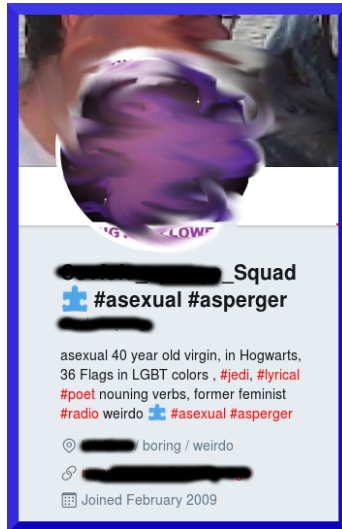 _Squad
#asexual #asperger
asexual 40 year old virgin, in Hogwarts,
36 Flags in LGBT colors , #jedi, #lyrical
#poet nouning verbs, former feminist
#radio weirdo #asexual #asperger
/ boring / weirdo
Joined February 2009